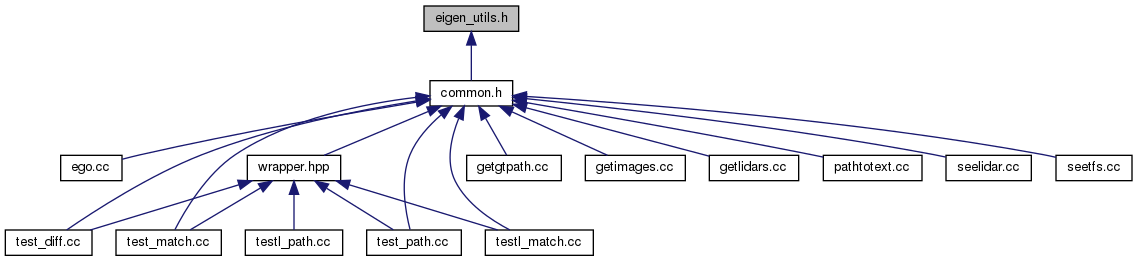 eigen_utils.h
common.h
ego.cc
wrapper.hpp
getgtpath.cc
getimages.cc
getlidars.cc
pathtotext.cc
seelidar.cc
seetfs.cc
test_diff.cc
test_match.cc
testl_path.cc
test_path.cc
testl_match.cc